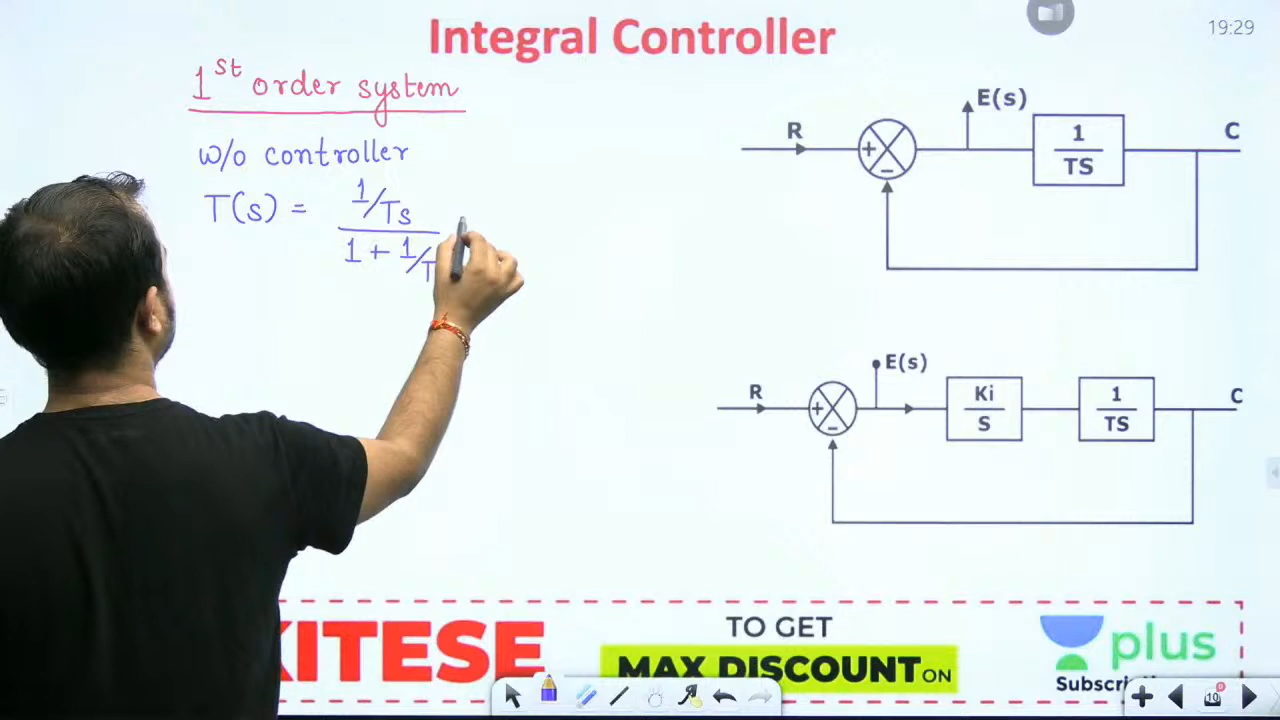 Integral Controller
19:29
1st order system
w/o controller
T(s) = 1/Ts
1 + 1/T
R
+
-
E(s)
1
TS
C
R
+
-
E(s)
Ki
S
1
TS
C
KITESE
TO GET
MAX DISCOUNT ON
plus
10